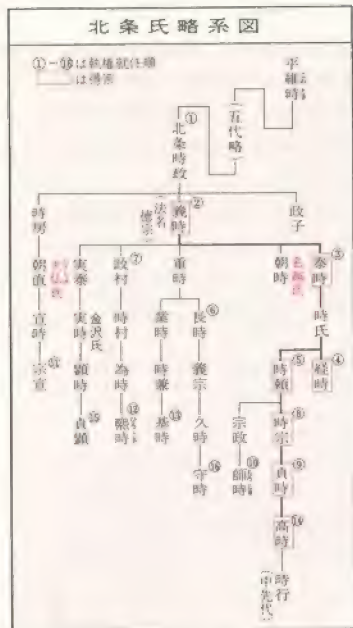 北条氏略系図
①―⑯は執権就任順
は得宗
平維時
(五代略)
①
北条時政
政子
②
義時
(法名
徳宗)
時房
③
泰時
時氏
④
経時
⑤
時頼
⑧
時宗
⑨
貞時
⑭
高時
時行
(中先代)
宗政
⑩
師時
朝時
名越氏
重時
⑥
長時
義宗
久時
⑯
守時
業時
時兼
⑬
基時
⑦
政村
時村
為時
⑫
熙時
実泰
実時
金沢氏
顕時
⑮
貞顕
朝直
宣時
⑪
宗宣